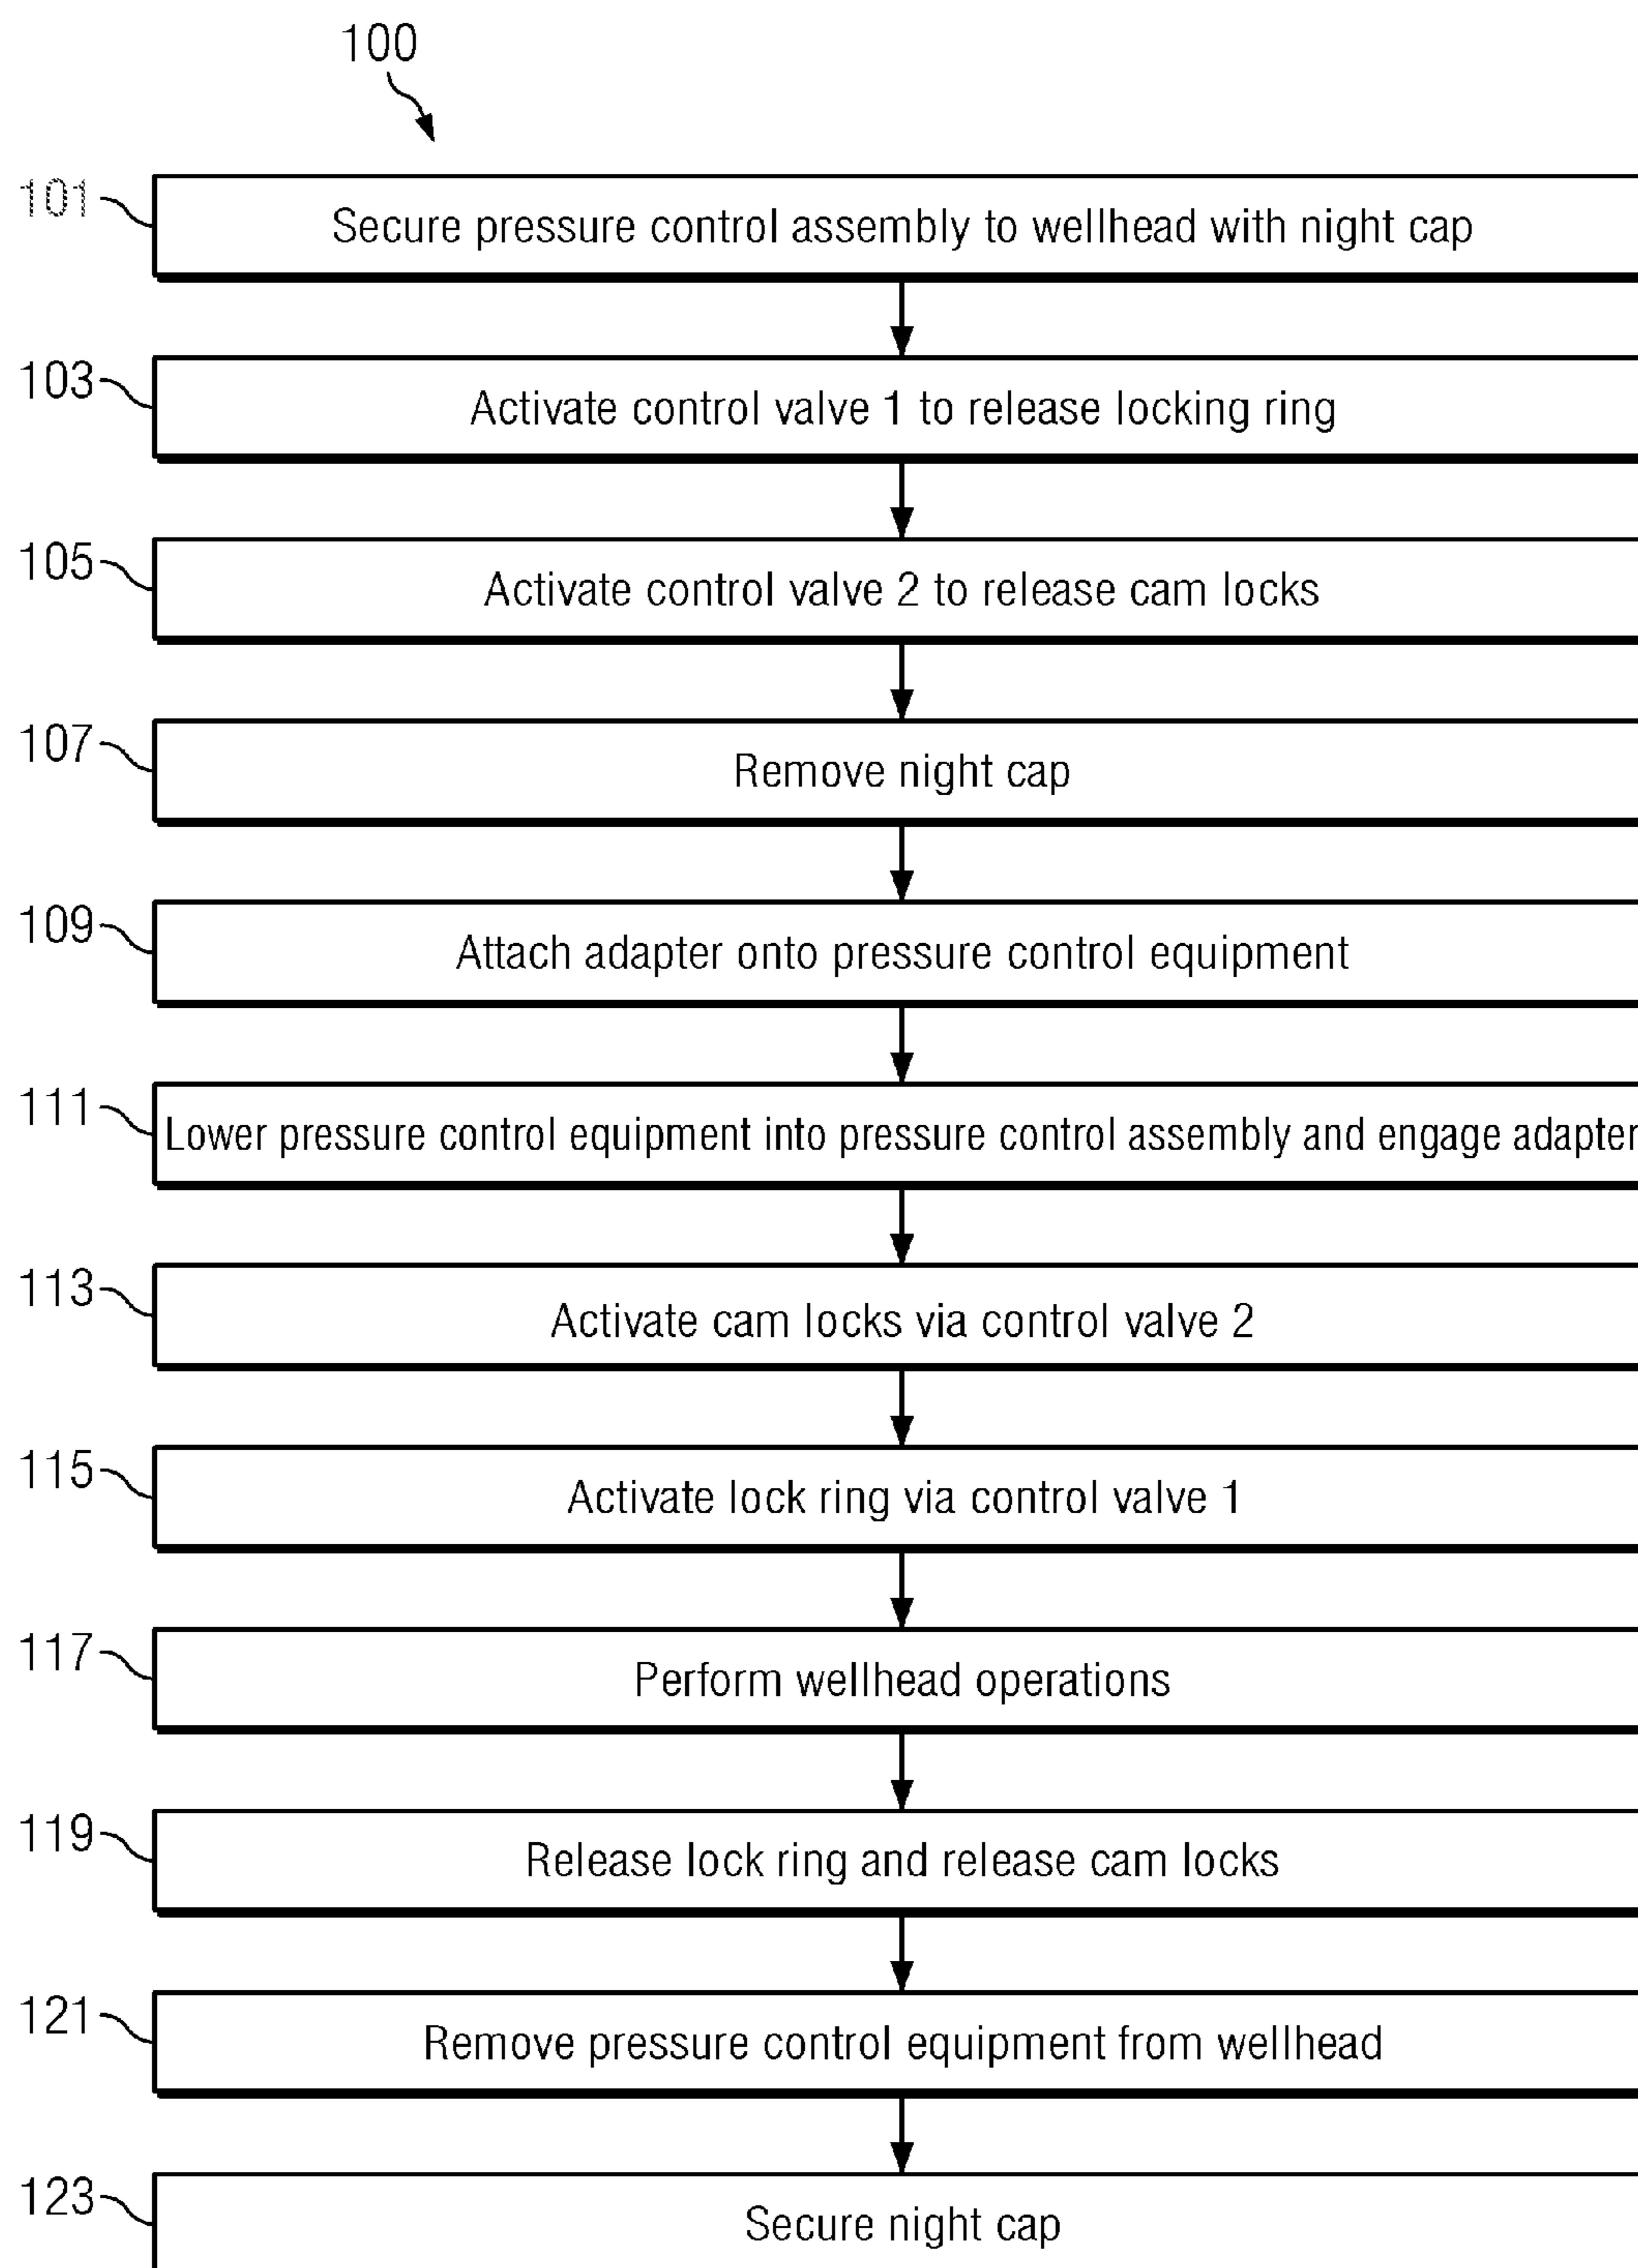 100
101 Secure pressure control assembly to wellhead with night cap
103 Activate control valve 1 to release locking ring
105 Activate control valve 2 to release cam locks
107 Remove night cap
109 Attach adapter onto pressure control equipment
111 Lower pressure control equipment into pressure control assembly and engage adapter
113 Activate cam locks via control valve 2
115 Activate lock ring via control valve 1
117 Perform wellhead operations
119 Release lock ring and release cam locks
121 Remove pressure control equipment from wellhead
123 Secure night cap